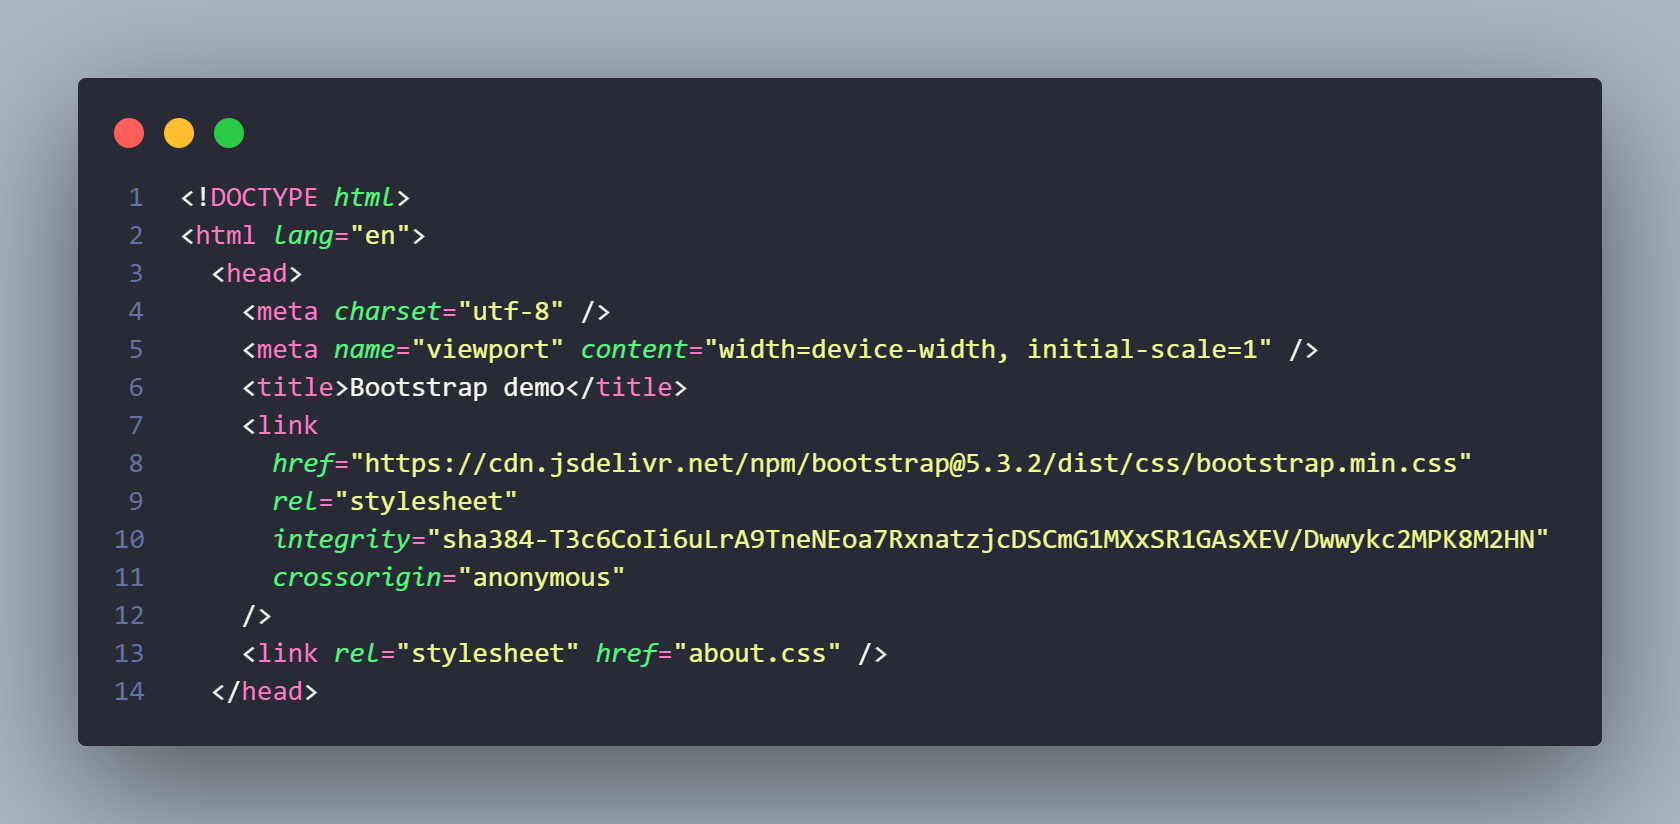 1 <!DOCTYPE html>
2 <html lang="en">
3   <head>
4     <meta charset="utf-8" />
5     <meta name="viewport" content="width=device-width, initial-scale=1" />
6     <title>Bootstrap demo</title>
7     <link
8       href="https://cdn.jsdelivr.net/npm/bootstrap@5.3.2/dist/css/bootstrap.min.css"
9       rel="stylesheet"
10       integrity="sha384-T3c6CoIi6uLrA9TneNEoa7RxnatzjcDSCmG1MXxSR1GAsXEV/Dwwykc2MPK8M2HN"
11       crossorigin="anonymous"
12     />
13     <link rel="stylesheet" href="about.css" />
14   </head>